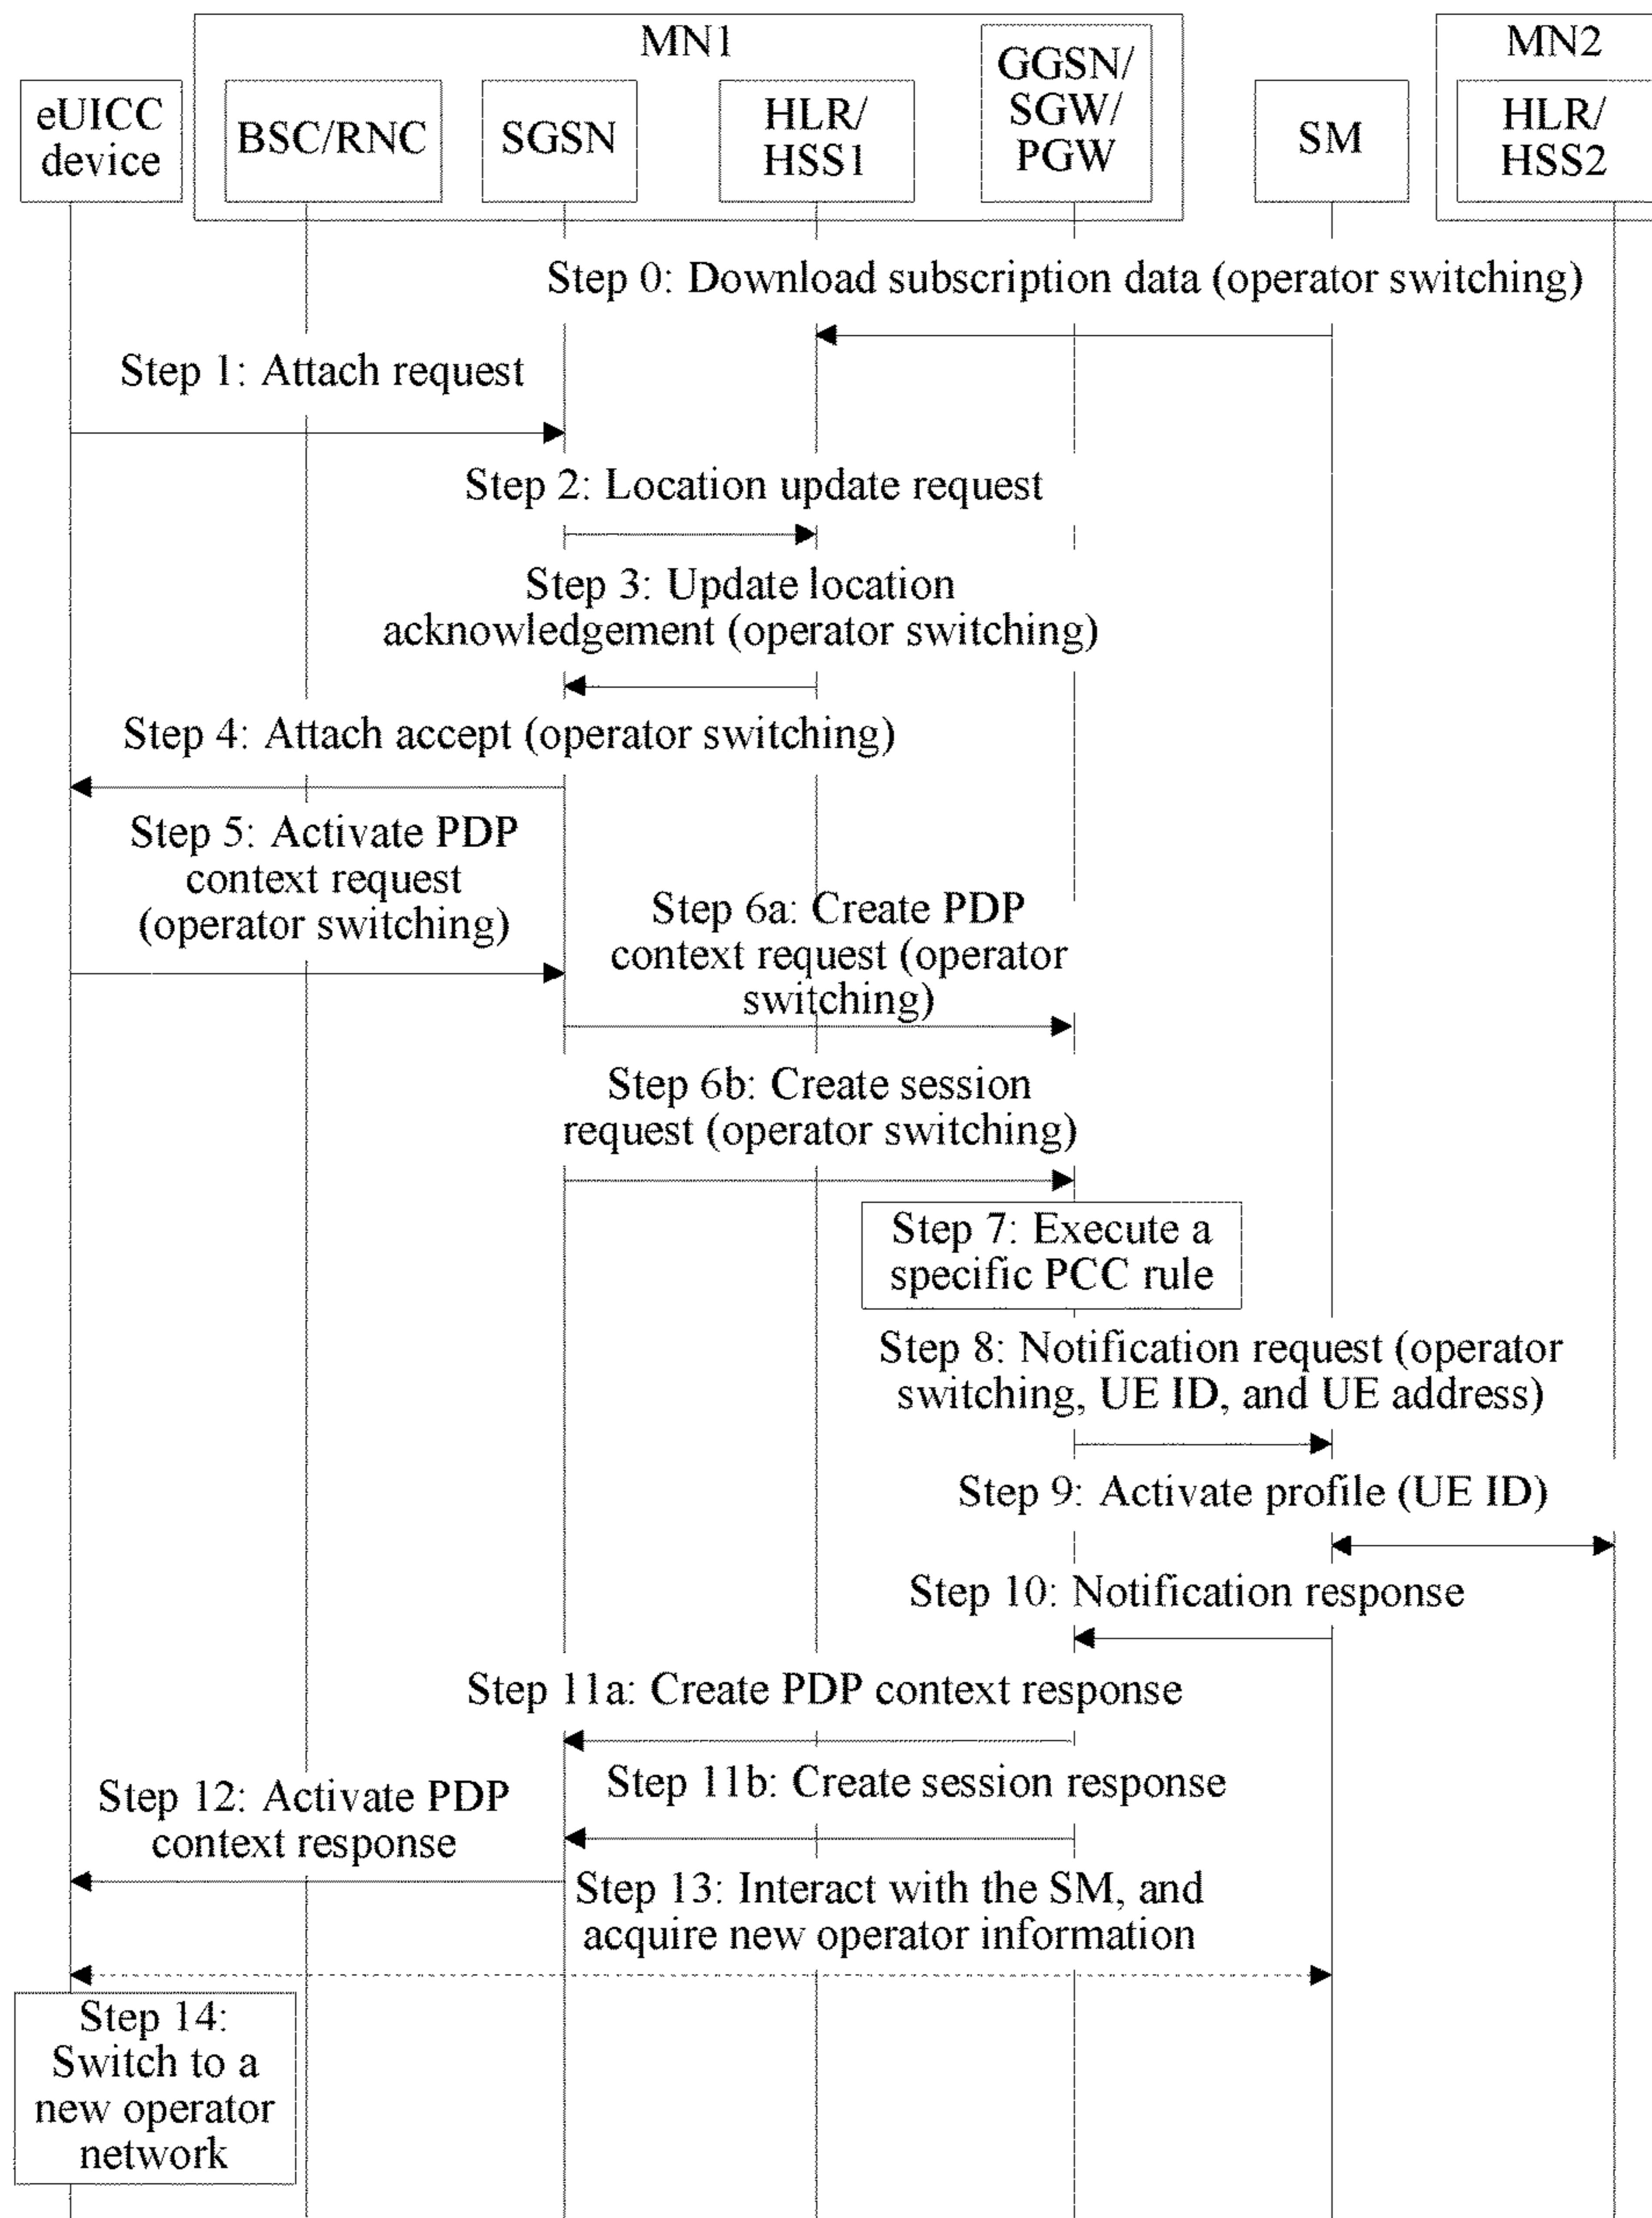 MN1
MN2
eUICC
device
BSC/RNC
SGSN
HLR/
HSS1
GGSN/
SGW/
PGW
SM
HLR/
HSS2
Step 0: Download subscription data (operator switching)
Step 1: Attach request
Step 2: Location update request
Step 3: Update location
acknowledgement (operator switching)
Step 4: Attach accept (operator switching)
Step 5: Activate PDP
context request
(operator switching)
Step 6a: Create PDP
context request (operator
switching)
Step 6b: Create session
request (operator switching)
Step 7: Execute a
specific PCC rule
Step 8: Notification request (operator
switching, UE ID, and UE address)
Step 9: Activate profile (UE ID)
Step 10: Notification response
Step 11a: Create PDP context response
Step 11b: Create session response
Step 12: Activate PDP
context response
Step 13: Interact with the SM, and
acquire new operator information
Step 14:
Switch to a
new operator
network